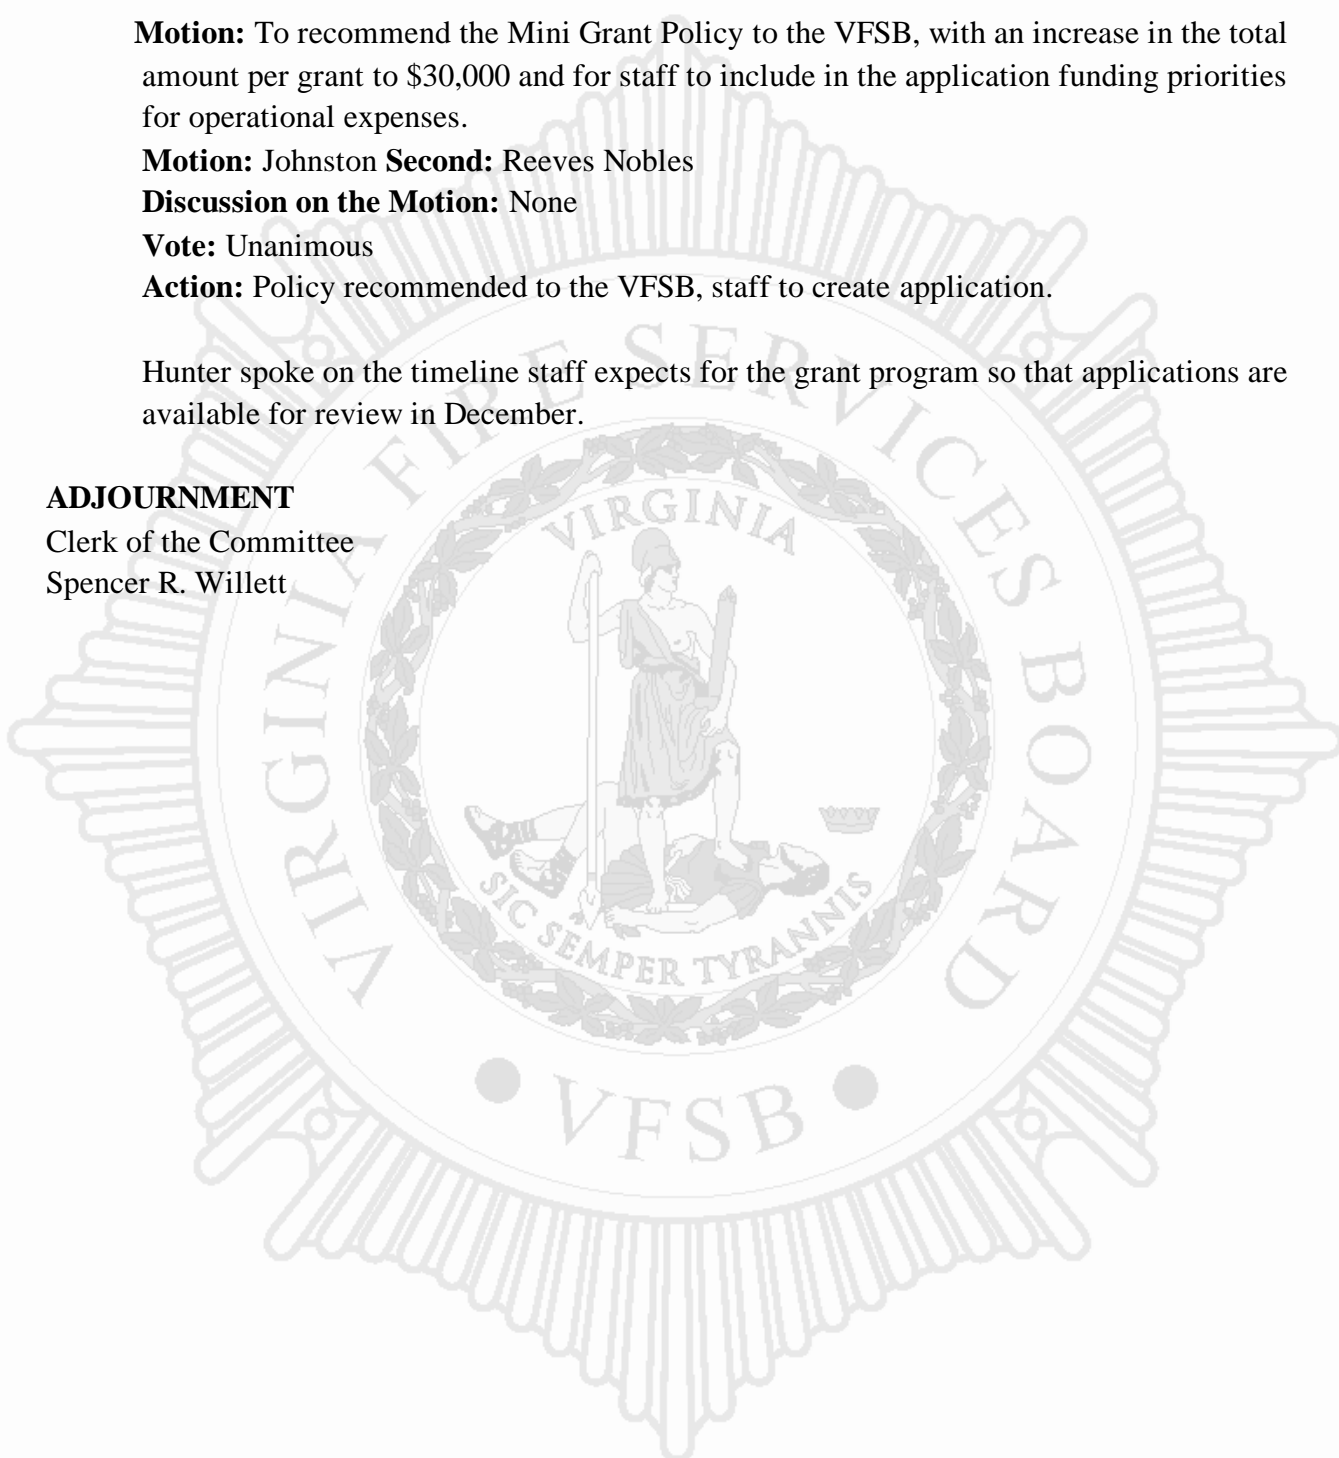 Motion: To recommend the Mini Grant Policy to the VFSB, with an increase in the total
amount per grant to $30,000 and for staff to include in the application funding priorities
for operational expenses.
Motion: Johnston Second: Reeves Nobles
Discussion on the Motion: None
Vote: Unanimous
Action: Policy recommended to the VFSB, staff to create application.
Hunter spoke on the timeline staff expects for the grant program so that applications are
available for review in December.
ADJOURNMENT
Clerk of the Committee
Spencer R. Willett
VIRGINIA FIRE SERVICES BOARD
VIRGINIA
SIC SEMPER TYRANNIS
VFSB